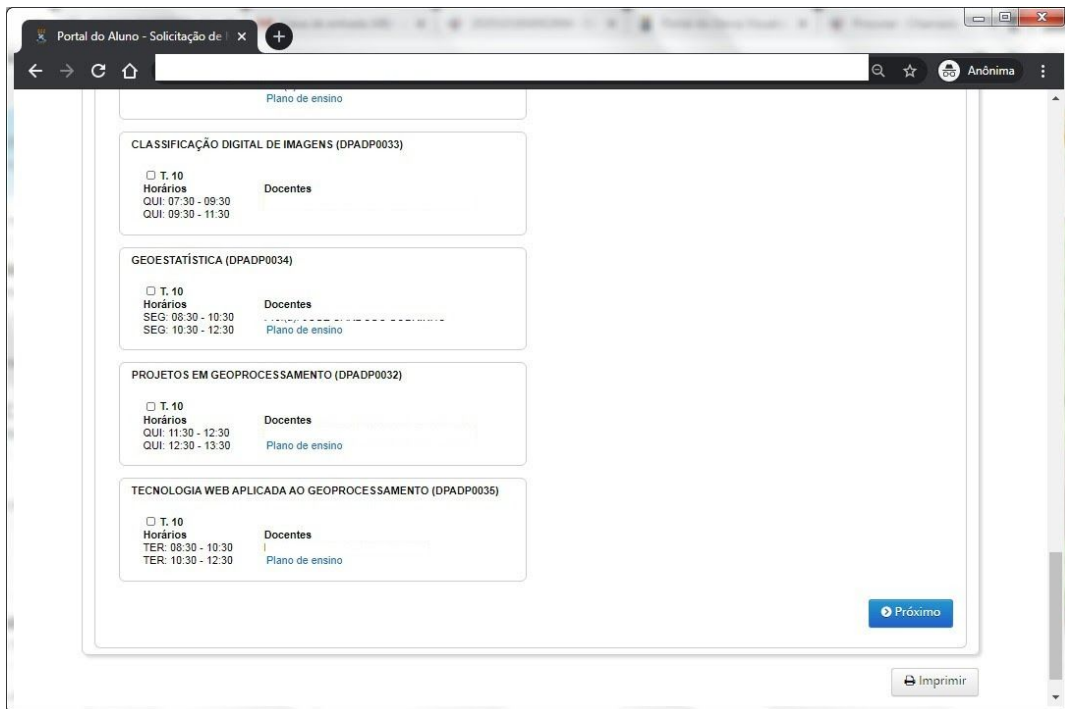 Portal do Aluno - Solicitação de
Anônima
Plano de ensino
CLASSIFICAÇÃO DIGITAL DE IMAGENS (DPADP0033)
T. 10
Horários Docentes
QUI: 07:30 - 09:30
QUI: 09:30 - 11:30
GEOESTATÍSTICA (DPADP0034)
T. 10
Horários Docentes
SEG: 08:30 - 10:30
SEG: 10:30 - 12:30 Plano de ensino
PROJETOS EM GEOPROCESSAMENTO (DPADP0032)
T. 10
Horários Docentes
QUI: 11:30 - 12:30
QUI: 12:30 - 13:30 Plano de ensino
TECNOLOGIA WEB APLICADA AO GEOPROCESSAMENTO (DPADP0035)
T. 10
Horários Docentes
TER: 08:30 - 10:30
TER: 10:30 - 12:30 Plano de ensino
Próximo
Imprimir